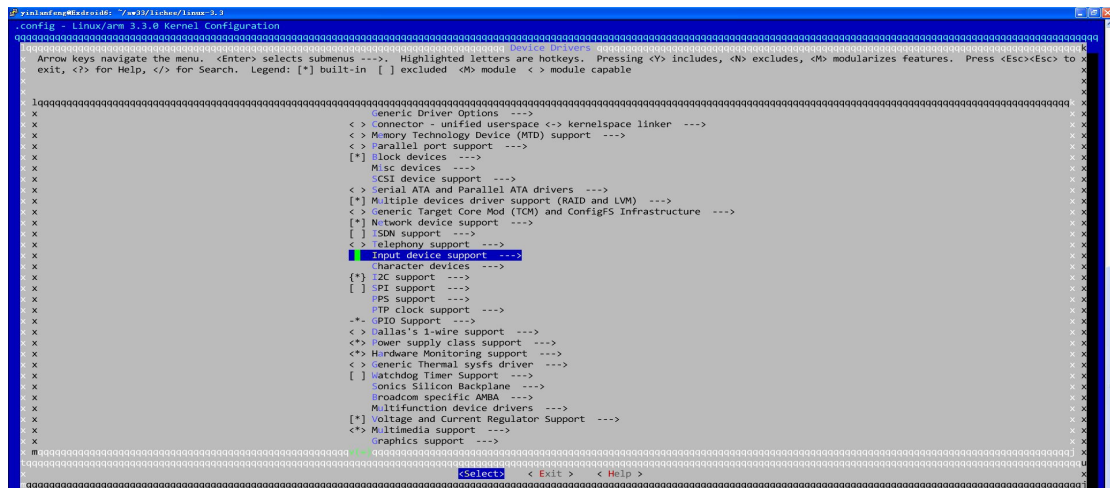 yinlanfeng@Exdroid6: ~/aw33/lichee/linux-3.3
.config - Linux/arm 3.3.0 Kernel Configuration
Device Drivers
Arrow keys navigate the menu. <Enter> selects submenus --->. Highlighted letters are hotkeys. Pressing <Y> includes, <N> excludes, <M> modularizes features. Press <Esc><Esc> to
exit, <?> for Help, </> for Search. Legend: [*] built-in [ ] excluded <M> module < > module capable
Generic Driver Options --->
< > Connector - unified userspace <-> kernelspace linker --->
< > Memory Technology Device (MTD) support --->
< > Parallel port support --->
[*] Block devices --->
Misc devices --->
SCSI device support --->
< > Serial ATA and Parallel ATA drivers --->
[*] Multiple devices driver support (RAID and LVM) --->
< > Generic Target Core Mod (TCM) and ConfigFS Infrastructure --->
[*] Network device support --->
[ ] ISDN support --->
< > Telephony support --->
Input device support --->
Character devices --->
{*} I2C support --->
[ ] SPI support --->
PPS support --->
PTP clock support --->
-*- GPIO Support --->
< > Dallas's 1-wire support --->
<*> Power supply class support --->
<*> Hardware Monitoring support --->
< > Generic Thermal sysfs driver --->
[ ] Watchdog Timer Support --->
Sonics Silicon Backplane --->
Broadcom specific AMBA --->
Multifunction device drivers --->
[*] Voltage and Current Regulator Support --->
<*> Multimedia support --->
Graphics support --->
<Select> < Exit > < Help >